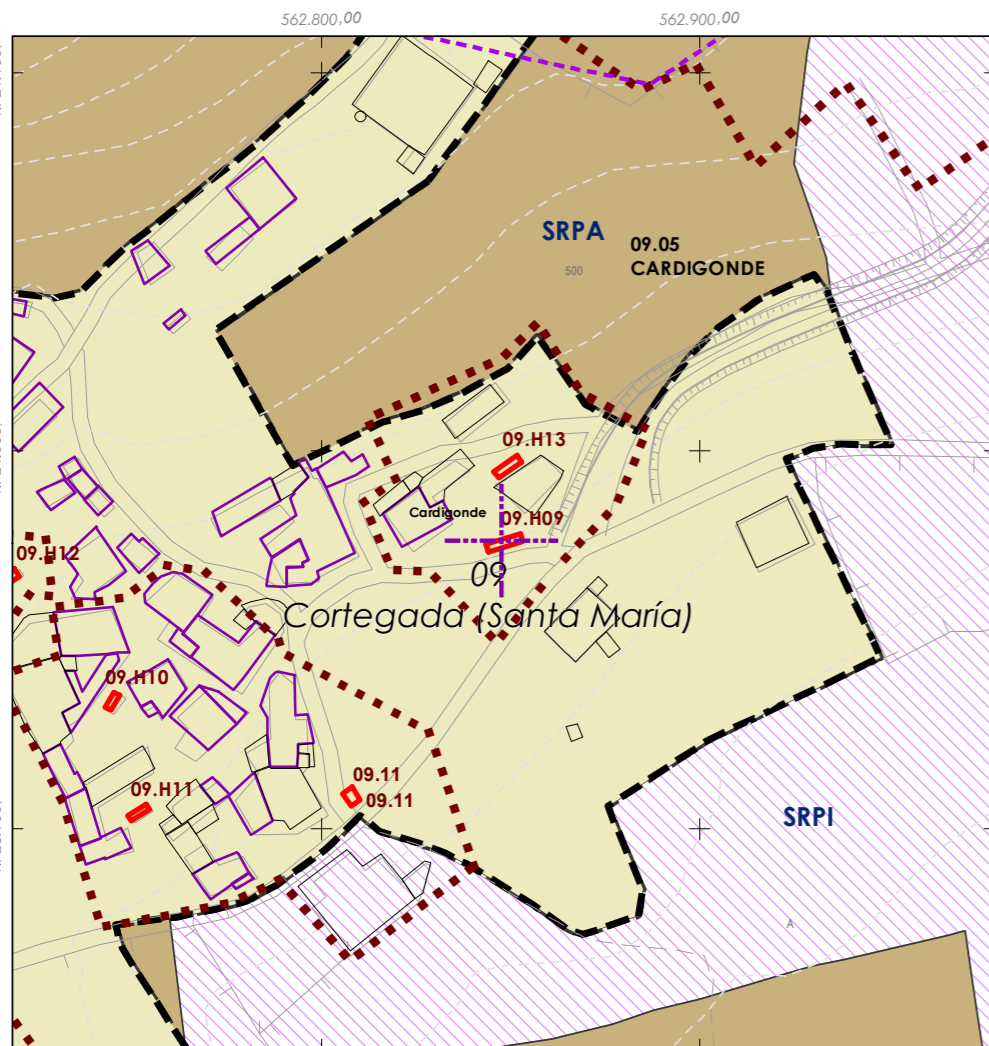 562.800,00
562.900,00
SRPA
09.05
CARDIGONDE
500
09.H13
Cardigonde
09.H09
09.H12
09
Cortegada (Santa María)
09.H10
09.H11
09.11
09.11
SRPI
A